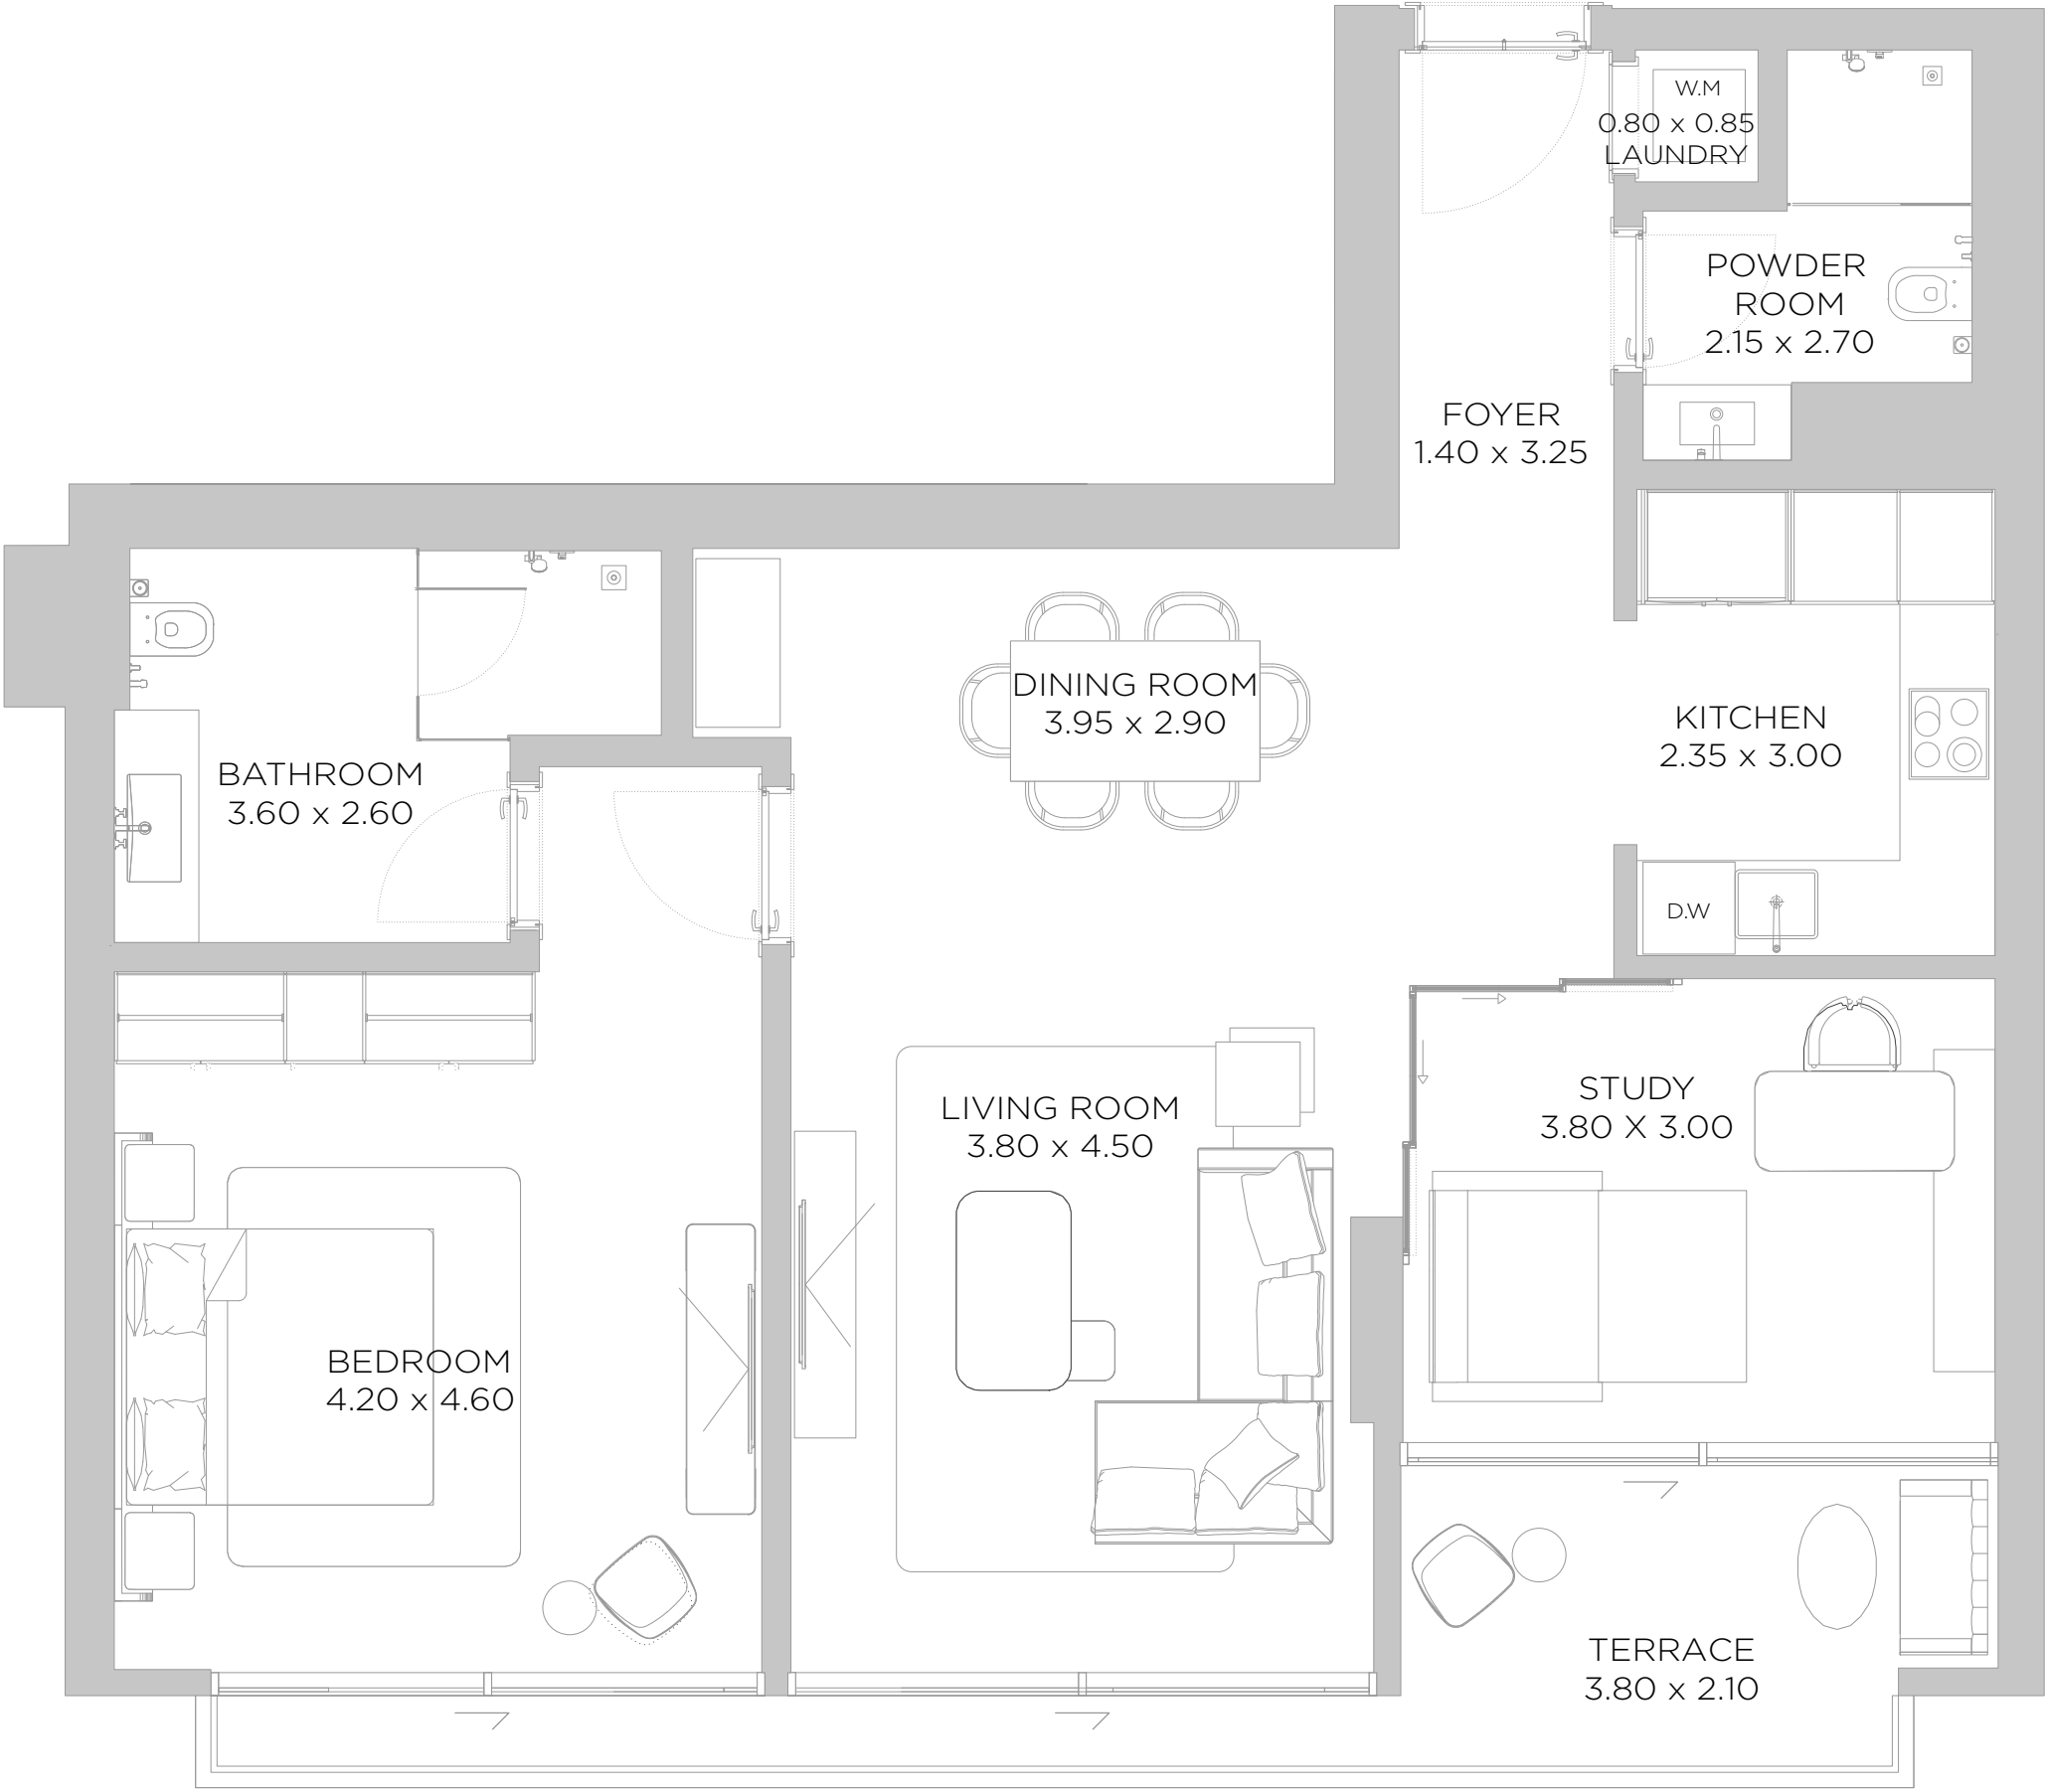 W.M
0.80 x 0.85
LAUNDRY
POWDER
ROOM
2.15 x 2.70
FOYER
1.40 x 3.25
DINING ROOM
3.95 x 2.90
KITCHEN
2.35 x 3.00
BATHROOM
3.60 x 2.60
D.W
STUDY
3.80 X 3.00
LIVING ROOM
3.80 x 4.50
BEDROOM
4.20 x 4.60
TERRACE
3.80 x 2.10